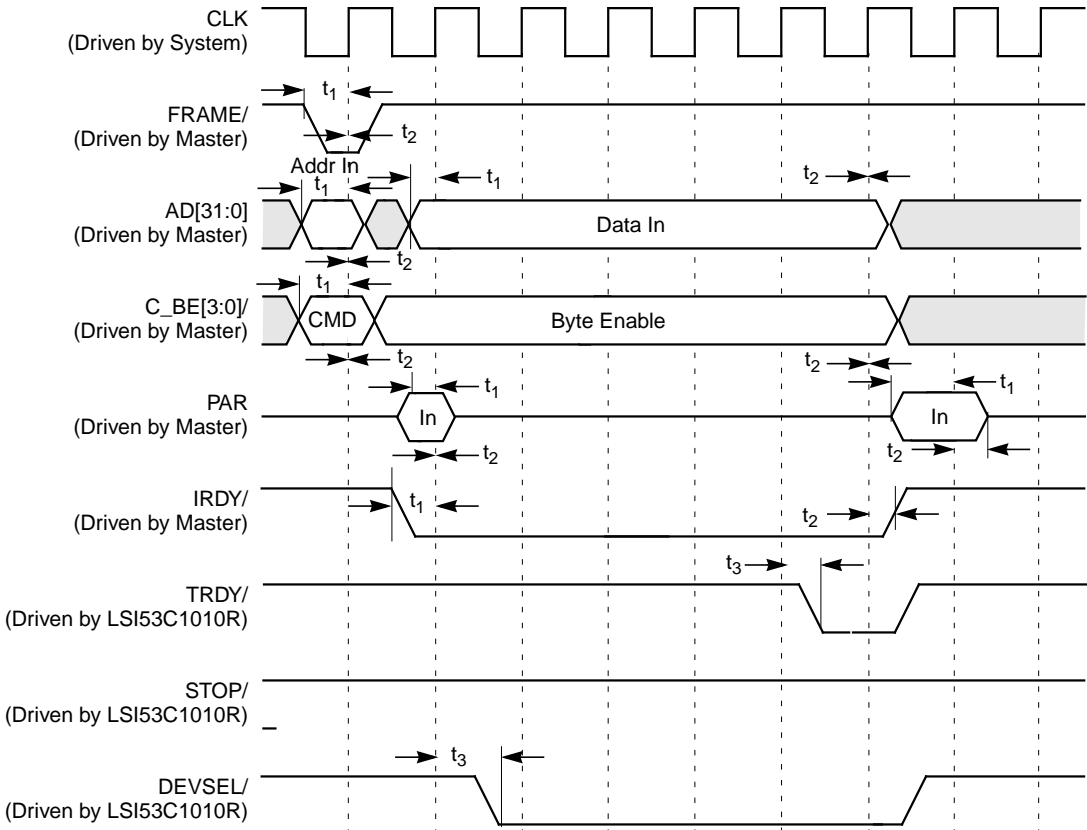 CLK
(Driven by System)
t1
FRAME/
(Driven by Master)
t2
Addr In
t1
t1
t2
AD[31:0]
(Driven by Master)
Data In
t2
t1
C_BE[3:0]/
(Driven by Master)
CMD
Byte Enable
t2
t2
t1
t1
PAR
(Driven by Master)
In
In
t2
t2
IRDY/
(Driven by Master)
t1
t2
t3
TRDY/
(Driven by LSI53C1010R)
STOP/
(Driven by LSI53C1010R)
t3
DEVSEL/
(Driven by LSI53C1010R)